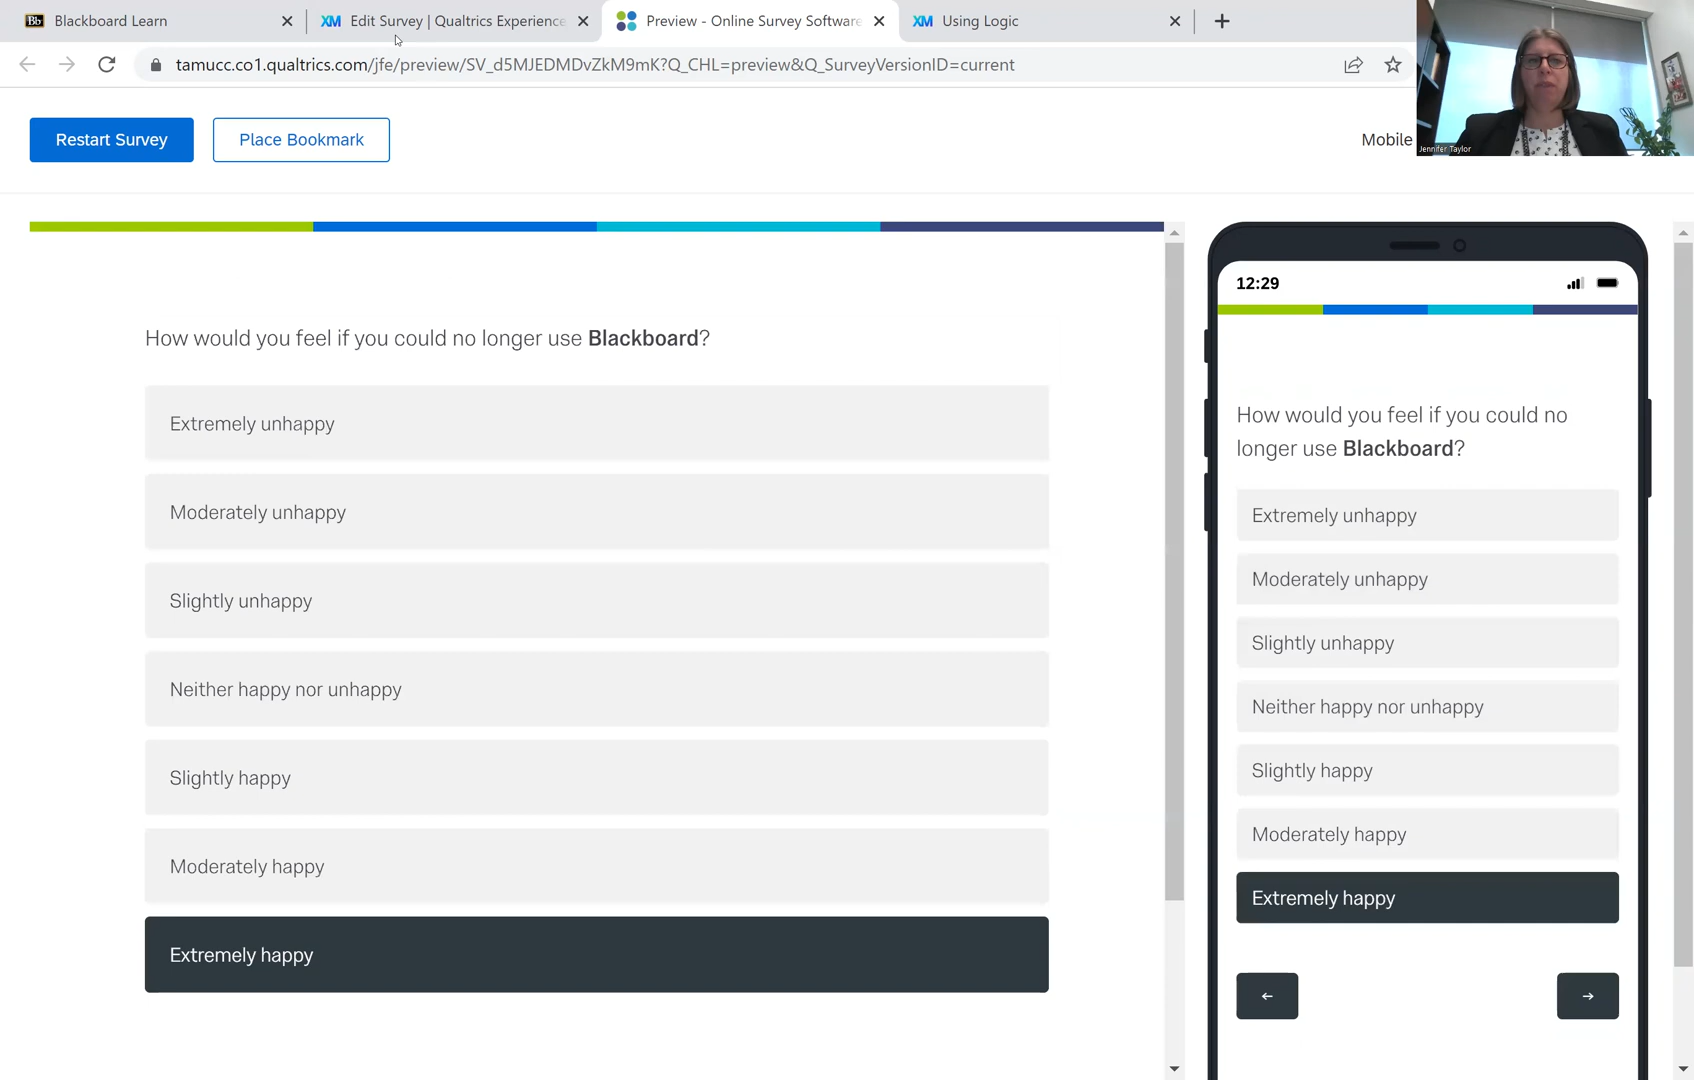 Bb Blackboard Learn
XM Edit Survey | Qualtrics Experience
Preview - Online Survey Software
XM Using Logic
tamucc.co1.qualtrics.com/jfe/preview/SV_d5MJEDMDvZkM9mK?Q_CHL=preview&Q_SurveyVersionID=current
Restart Survey
Place Bookmark
Mobile
Jennifer Taylor
How would you feel if you could no longer use Blackboard?
Extremely unhappy
Moderately unhappy
Slightly unhappy
Neither happy nor unhappy
Slightly happy
Moderately happy
Extremely happy
12:29
How would you feel if you could no
longer use Blackboard?
Extremely unhappy
Moderately unhappy
Slightly unhappy
Neither happy nor unhappy
Slightly happy
Moderately happy
Extremely happy